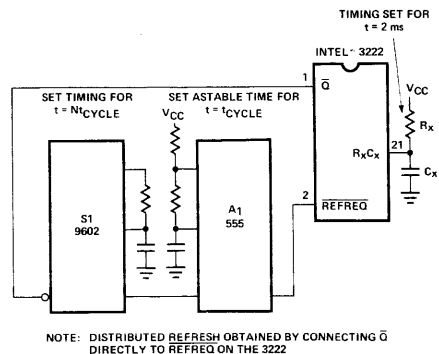 TIMING SET FOR
t = 2 ms
INTEL 3222
1
Q̅
VCC
RX
21
RXCX
CX
2
R̅E̅F̅R̅E̅Q̅
SET TIMING FOR
t = NtCYCLE
SET ASTABLE TIME FOR
t = tCYCLE
VCC
S1
9602
A1
555
NOTE: DISTRIBUTED REFRESH OBTAINED BY CONNECTING Q̅
DIRECTLY TO R̅E̅F̅R̅E̅Q̅ ON THE 3222